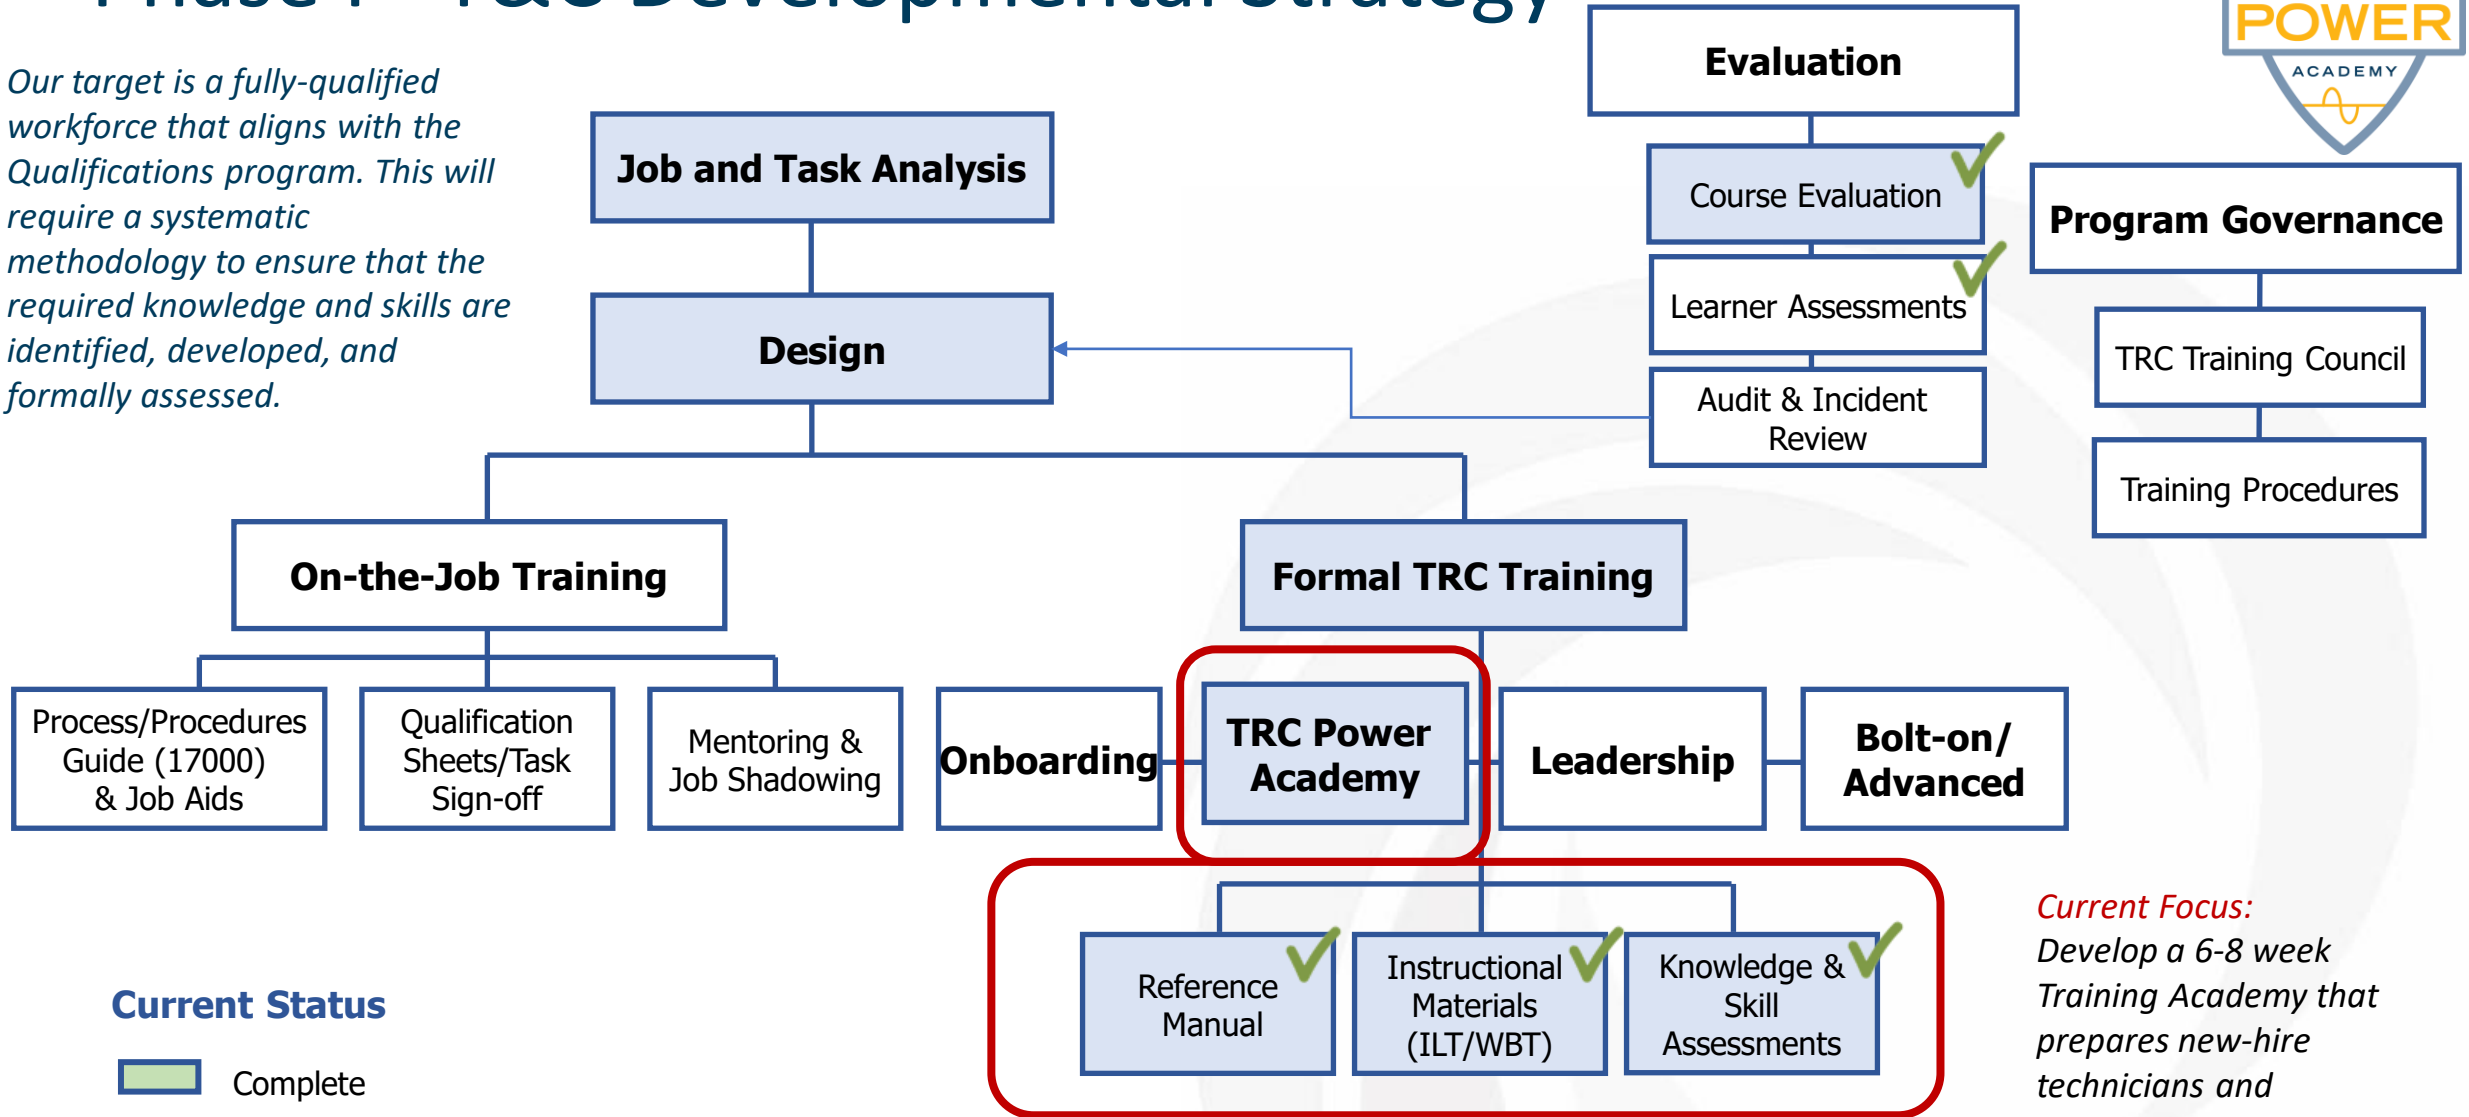 Phase I - T&C Developmental Strategy
POWER
ACADEMY
Our target is a fully-qualified
workforce that aligns with the
Qualifications program. This will
require a systematic
methodology to ensure that the
required knowledge and skills are
identified, developed, and
formally assessed.
Job and Task Analysis
Design
Evaluation
Course Evaluation
Learner Assessments
Audit & Incident
Review
Program Governance
TRC Training Council
Training Procedures
On-the-Job Training
Formal TRC Training
Process/Procedures
Guide (17000)
& Job Aids
Qualification
Sheets/Task
Sign-off
Mentoring &
Job Shadowing
Onboarding
TRC Power
Academy
Leadership
Bolt-on/
Advanced
Reference
Manual
Instructional
Materials
(ILT/WBT)
Knowledge &
Skill
Assessments
Current Status
Complete
Current Focus:
Develop a 6-8 week
Training Academy that
prepares new-hire
technicians and